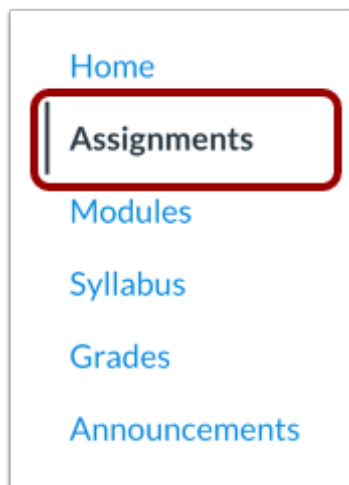 Home
Assignments
Modules
Syllabus
Grades
Announcements